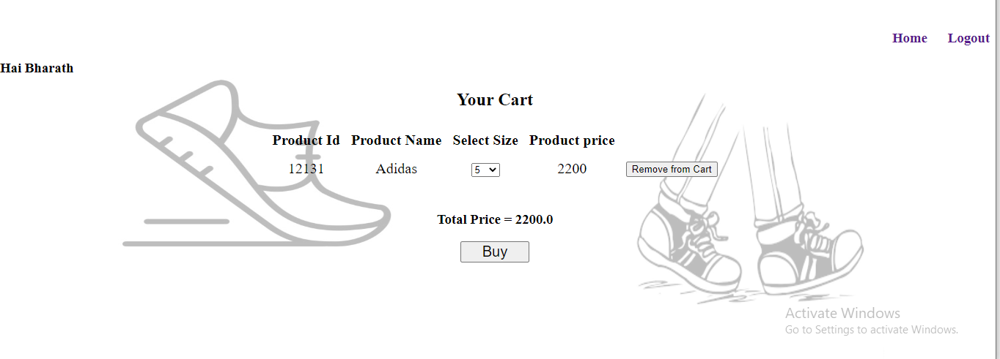 Home Logout
Hai Bharath
Your Cart
Product Id Product Name Select Size Product price
12131 Adidas 5 2200 Remove from Cart
Total Price = 2200.0
Buy
Activate Windows
Go to Settings to activate Windows.